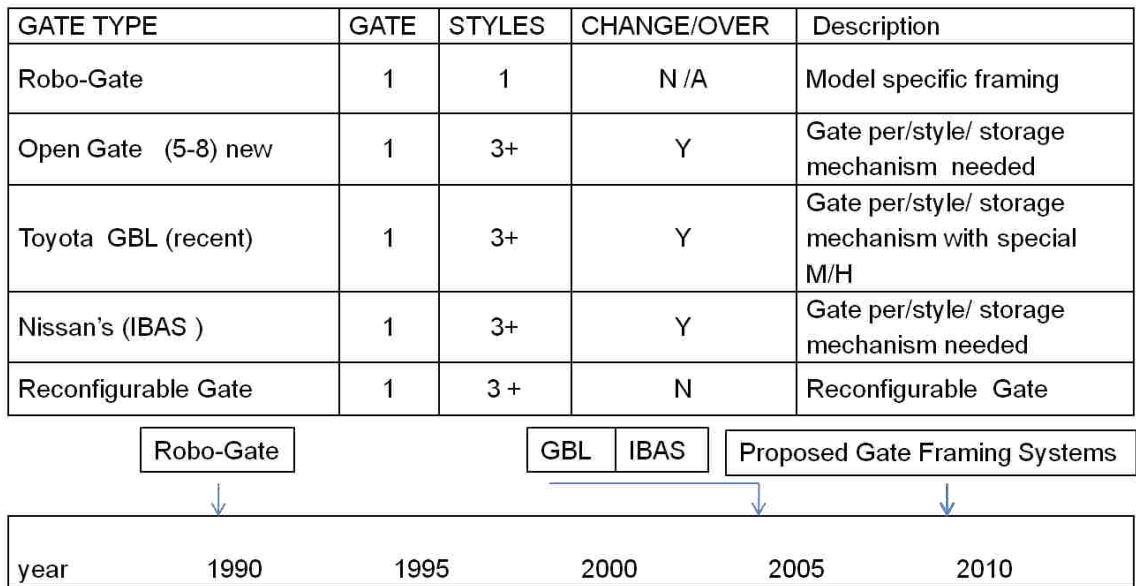 GATE TYPE GATE STYLES CHANGE/OVER Description
Robo-Gate 1 1 N /A Model specific framing
Open Gate (5-8) new 1 3+ Y Gate per/style/ storage
mechanism needed
Toyota GBL (recent) 1 3+ Y Gate per/style/ storage
mechanism with special
M/H
Nissan's (IBAS ) 1 3+ Y Gate per/style/ storage
mechanism needed
Reconfigurable Gate 1 3 + N Reconfigurable Gate
Robo-Gate GBL IBAS Proposed Gate Framing Systems
year 1990 1995 2000 2005 2010